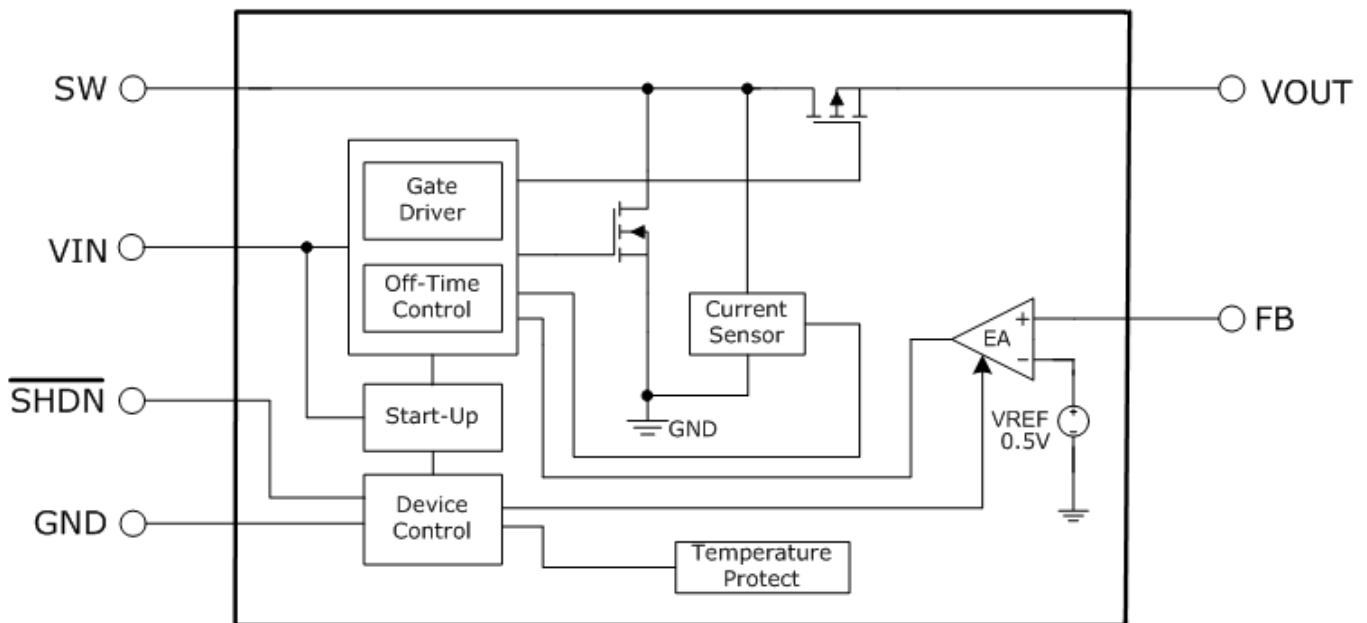 SW
VOUT
Gate
Driver
VIN
Off-Time
Control
Current
Sensor
+
EA
−
FB
SHDN
Start-Up
GND
VREF
0.5V
+
-
GND
Device
Control
Temperature
Protect